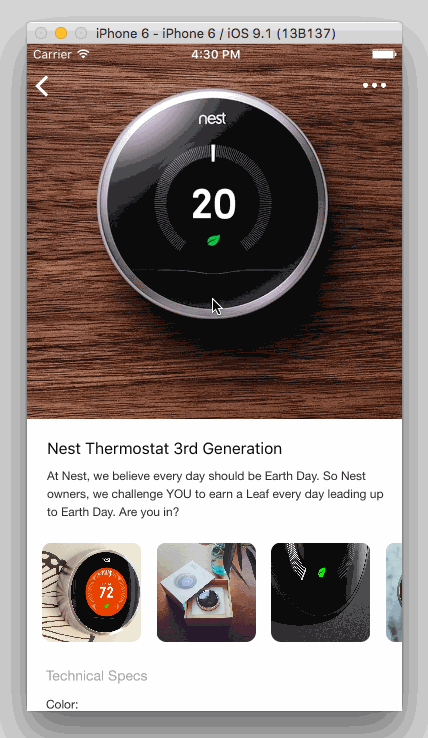 iPhone 6 - iPhone 6 / iOS 9.1 (13B137)
Carrier 4:30 PM
nest
20
Nest Thermostat 3rd Generation
At Nest, we believe every day should be Earth Day. So Nest
owners, we challenge YOU to earn a Leaf every day leading up
to Earth Day. Are you in?
nest
72
Technical Specs
Color: